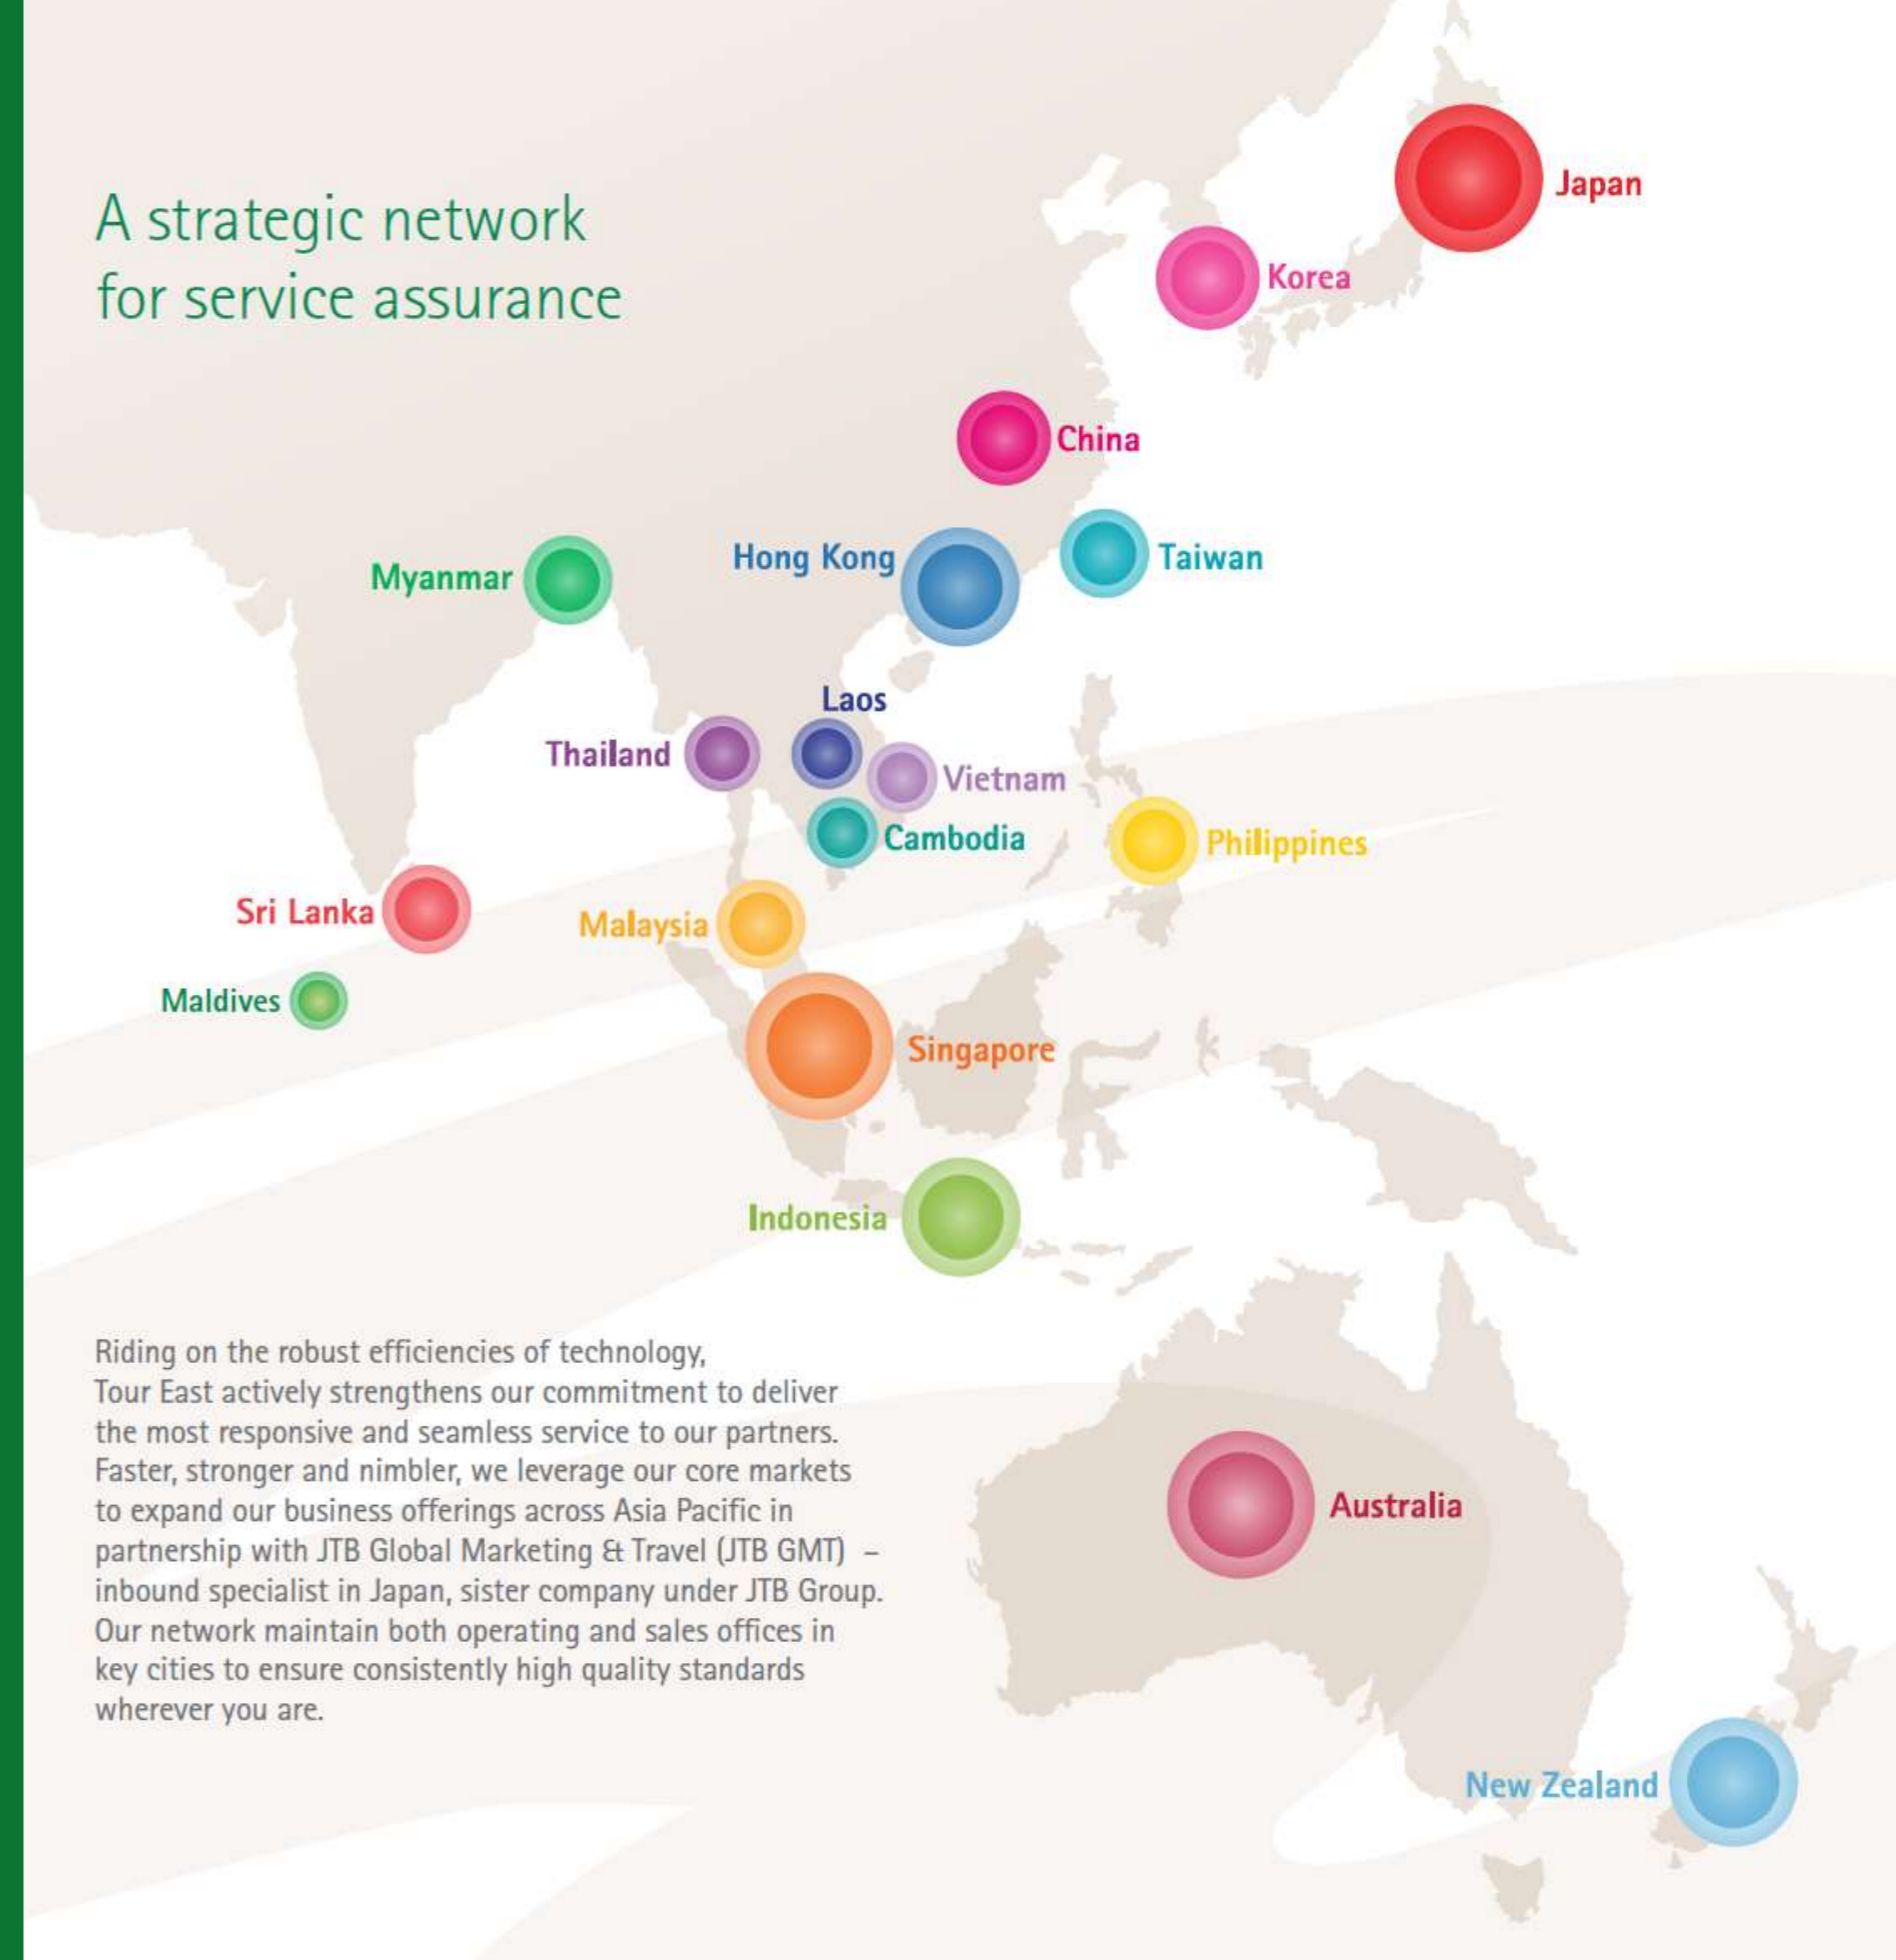 A strategic network
for service assurance
Japan
Korea
China
Hong Kong
Taiwan
Myanmar
Laos
Thailand
Vietnam
Cambodia
Philippines
Sri Lanka
Malaysia
Maldives
Singapore
Indonesia
Riding on the robust efficiencies of technology,
Tour East actively strengthens our commitment to deliver
the most responsive and seamless service to our partners.
Faster, stronger and nimbler, we leverage our core markets
to expand our business offerings across Asia Pacific in
partnership with JTB Global Marketing & Travel (JTB GMT) –
inbound specialist in Japan, sister company under JTB Group.
Our network maintain both operating and sales offices in
key cities to ensure consistently high quality standards
wherever you are.
Australia
New Zealand